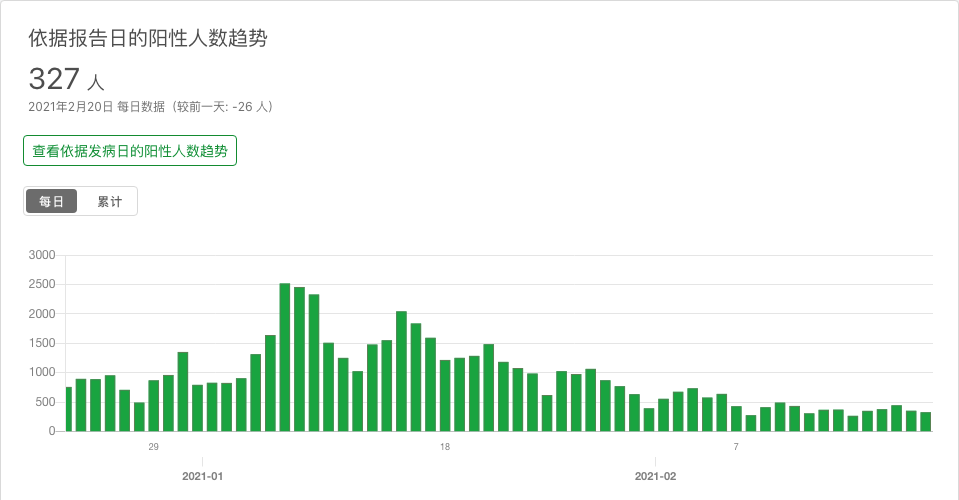 依据报告日的阳性人数趋势
327 人
2021年2月20日 每日数据（较前一天: -26 人）
查看依据发病日的阳性人数趋势
每日 累计
3000
2500
2000
1500
1000
500
0
29 18 7
2021-01 2021-02